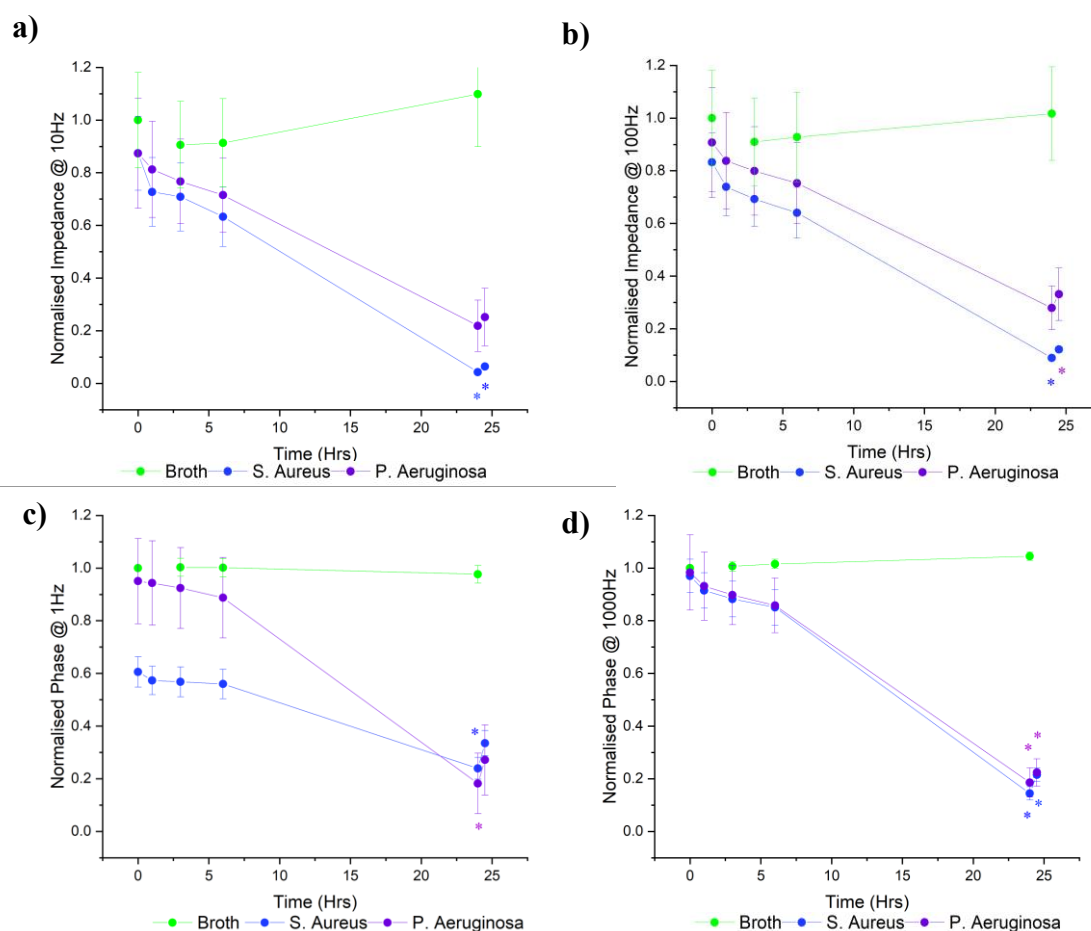 a)
Normalised Impedance @ 10Hz
1.2
1.0
0.8
0.6
0.4
0.2
0.0
* *
0 5 10 15 20 25
Time (Hrs)
Broth S. Aureus P. Aeruginosa
b)
Normalised Impedance @ 100Hz
1.2
1.0
0.8
0.6
0.4
0.2
0.0
* *
0 5 10 15 20 25
Time (Hrs)
Broth S. Aureus P. Aeruginosa
c)
Normalised Phase @ 1Hz
1.2
1.0
0.8
0.6
0.4
0.2
0.0
*
*
0 5 10 15 20 25
Time (Hrs)
Broth S. Aureus P. Aeruginosa
d)
Normalised Phase @ 1000Hz
1.2
1.0
0.8
0.6
0.4
0.2
0.0
* *
* *
0 5 10 15 20 25
Time (Hrs)
Broth S. Aureus P. Aeruginosa